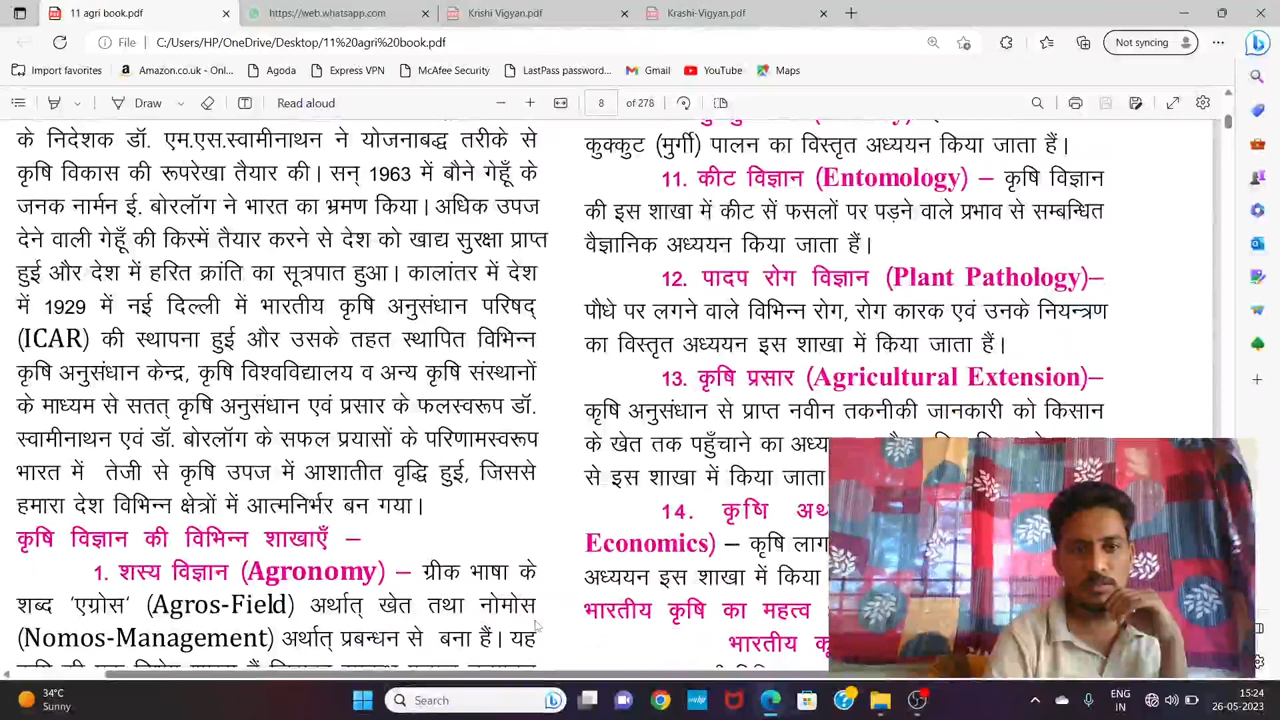 11 agri book.pdf
https://web.whatsapp.com
Krishi Vigyan.pdf
Krashi-Vigyan.pdf
File
C:/Users/HP/OneDrive/Desktop/11%20agri%20book.pdf
Not syncing
Import favorites
Amazon.co.uk - Onl...
Agoda
Express VPN
McAfee Security
LastPass password...
Gmail
YouTube
Maps
Draw
Read aloud
8
of 278
के निदेशक डॉ. एम.एस.स्वामीनाथन ने योजनाबद्ध तरीके से
कृषि विकास की रूपरेखा तैयार की। सन् 1963 में बौने गेहूँ के
जनक नार्मन ई. बोरलॉग ने भारत का भ्रमण किया। अधिक उपज
देने वाली गेहूँ की किस्में तैयार करने से देश को खाद्य सुरक्षा प्राप्त
हुई और देश में हरित क्रांति का सूत्रपात हुआ। कालांतर में देश
में 1929 में नई दिल्ली में भारतीय कृषि अनुसंधान परिषद्
(ICAR) की स्थापना हुई और उसके तहत स्थापित विभिन्न
कृषि अनुसंधान केन्द्र, कृषि विश्वविद्यालय व अन्य कृषि संस्थानों
के माध्यम से सतत् कृषि अनुसंधान एवं प्रसार के फलस्वरूप डॉ.
स्वामीनाथन एवं डॉ. बोरलॉग के सफल प्रयासों के परिणामस्वरूप
भारत में तेजी से कृषि उपज में आशातीत वृद्धि हुई, जिससे
हमारा देश विभिन्न क्षेत्रों में आत्मनिर्भर बन गया।
कृषि विज्ञान की विभिन्न शाखाएँ –
1. शस्य विज्ञान (Agronomy) – ग्रीक भाषा के
शब्द 'एग्रोस' (Agros-Field) अर्थात् खेत तथा नोमोस
(Nomos-Management) अर्थात् प्रबन्धन से बना हैं। यह
कुक्कुट (मुर्गी) पालन का विस्तृत अध्ययन किया जाता हैं।
11. कीट विज्ञान (Entomology) – कृषि विज्ञान
की इस शाखा में कीट सें फसलों पर पड़ने वाले प्रभाव से सम्बन्धित
वैज्ञानिक अध्ययन किया जाता हैं।
12. पादप रोग विज्ञान (Plant Pathology)–
पौधे पर लगने वाले विभिन्न रोग, रोग कारक एवं उनके नियन्त्रण
का विस्तृत अध्ययन इस शाखा में किया जाता हैं।
13. कृषि प्रसार (Agricultural Extension)–
कृषि अनुसंधान से प्राप्त नवीन तकनीकी जानकारी को किसान
के खेत तक पहुँचाने का
से इस शाखा में किया जाता
14. कृषि
Economics) – कृषि
अध्ययन इस शाखा में किया
भारतीय कृषि का महत्व
भारतीय
34°C
Sunny
Search
ENG
IN
15:24
26-05-2023